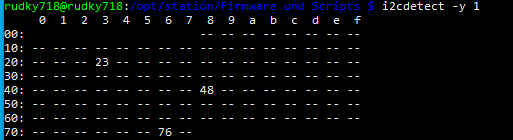 rudky718@rudky718:/opt/station/Firmware und Scripts $ i2cdetect -y 1
     0  1  2  3  4  5  6  7  8  9  a  b  c  d  e  f
00:                         -- -- -- -- -- -- -- --
10: -- -- -- -- -- -- -- -- -- -- -- -- -- -- -- --
20: -- -- -- 23 -- -- -- -- -- -- -- -- -- -- -- --
30: -- -- -- -- -- -- -- -- -- -- -- -- -- -- -- --
40: -- -- -- -- -- -- -- -- 48 -- -- -- -- -- -- --
50: -- -- -- -- -- -- -- -- -- -- -- -- -- -- -- --
60: -- -- -- -- -- -- -- -- -- -- -- -- -- -- -- --
70: -- -- -- -- -- -- 76 --